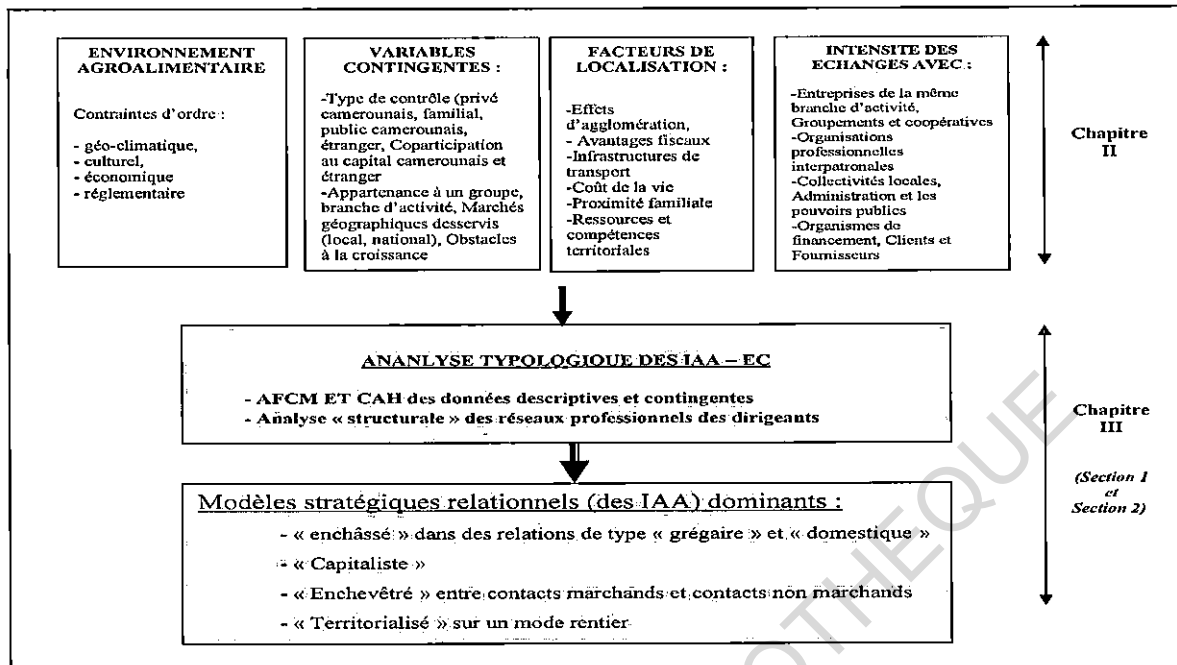 ENVIRONNEMENT
AGROALIMENTAIRE
Contraintes d'ordre :
- géo-climatique,
- culturel,
- économique
- réglementaire
VARIABLES
CONTINGENTES :
-Type de contrôle (privé
camerounais, familial,
public camerounais,
étranger, Coparticipation
au capital camerounais et
étranger
-Appartenance à un groupe,
branche d'activité, Marchés
géographiques desservis
(local, national), Obstacles
à la croissance
FACTEURS DE
LOCALISATION :
-Effets
d'agglomération,
- Avantages fiscaux
-Infrastructures de
transport
-Coût de la vie
-Proximité familiale
-Ressources et
compétences
territoriales
INTENSITE DES
ECHANGES AVEC :
-Entreprises de la même
branche d'activité,
Groupements et coopératives
-Organisations
professionnelles
interpatronales
-Collectivités locales,
Administration et les
pouvoirs publics
-Organismes de
financement, Clients et
Fournisseurs
Chapitre
II
ANANLYSE TYPOLOGIQUE DES IAA – EC
- AFCM ET CAH des données descriptives et contingentes
- Analyse « structurale » des réseaux professionnels des dirigeants
Chapitre
III
(Section 1
et
Section 2)
Modèles stratégiques relationnels (des IAA) dominants :
- « enchâssé » dans des relations de type « grégaire » et « domestique »
- « Capitaliste »
- « Enchevêtré » entre contacts marchands et contacts non marchands
- « Territorialisé » sur un mode rentier
OTHEQUE